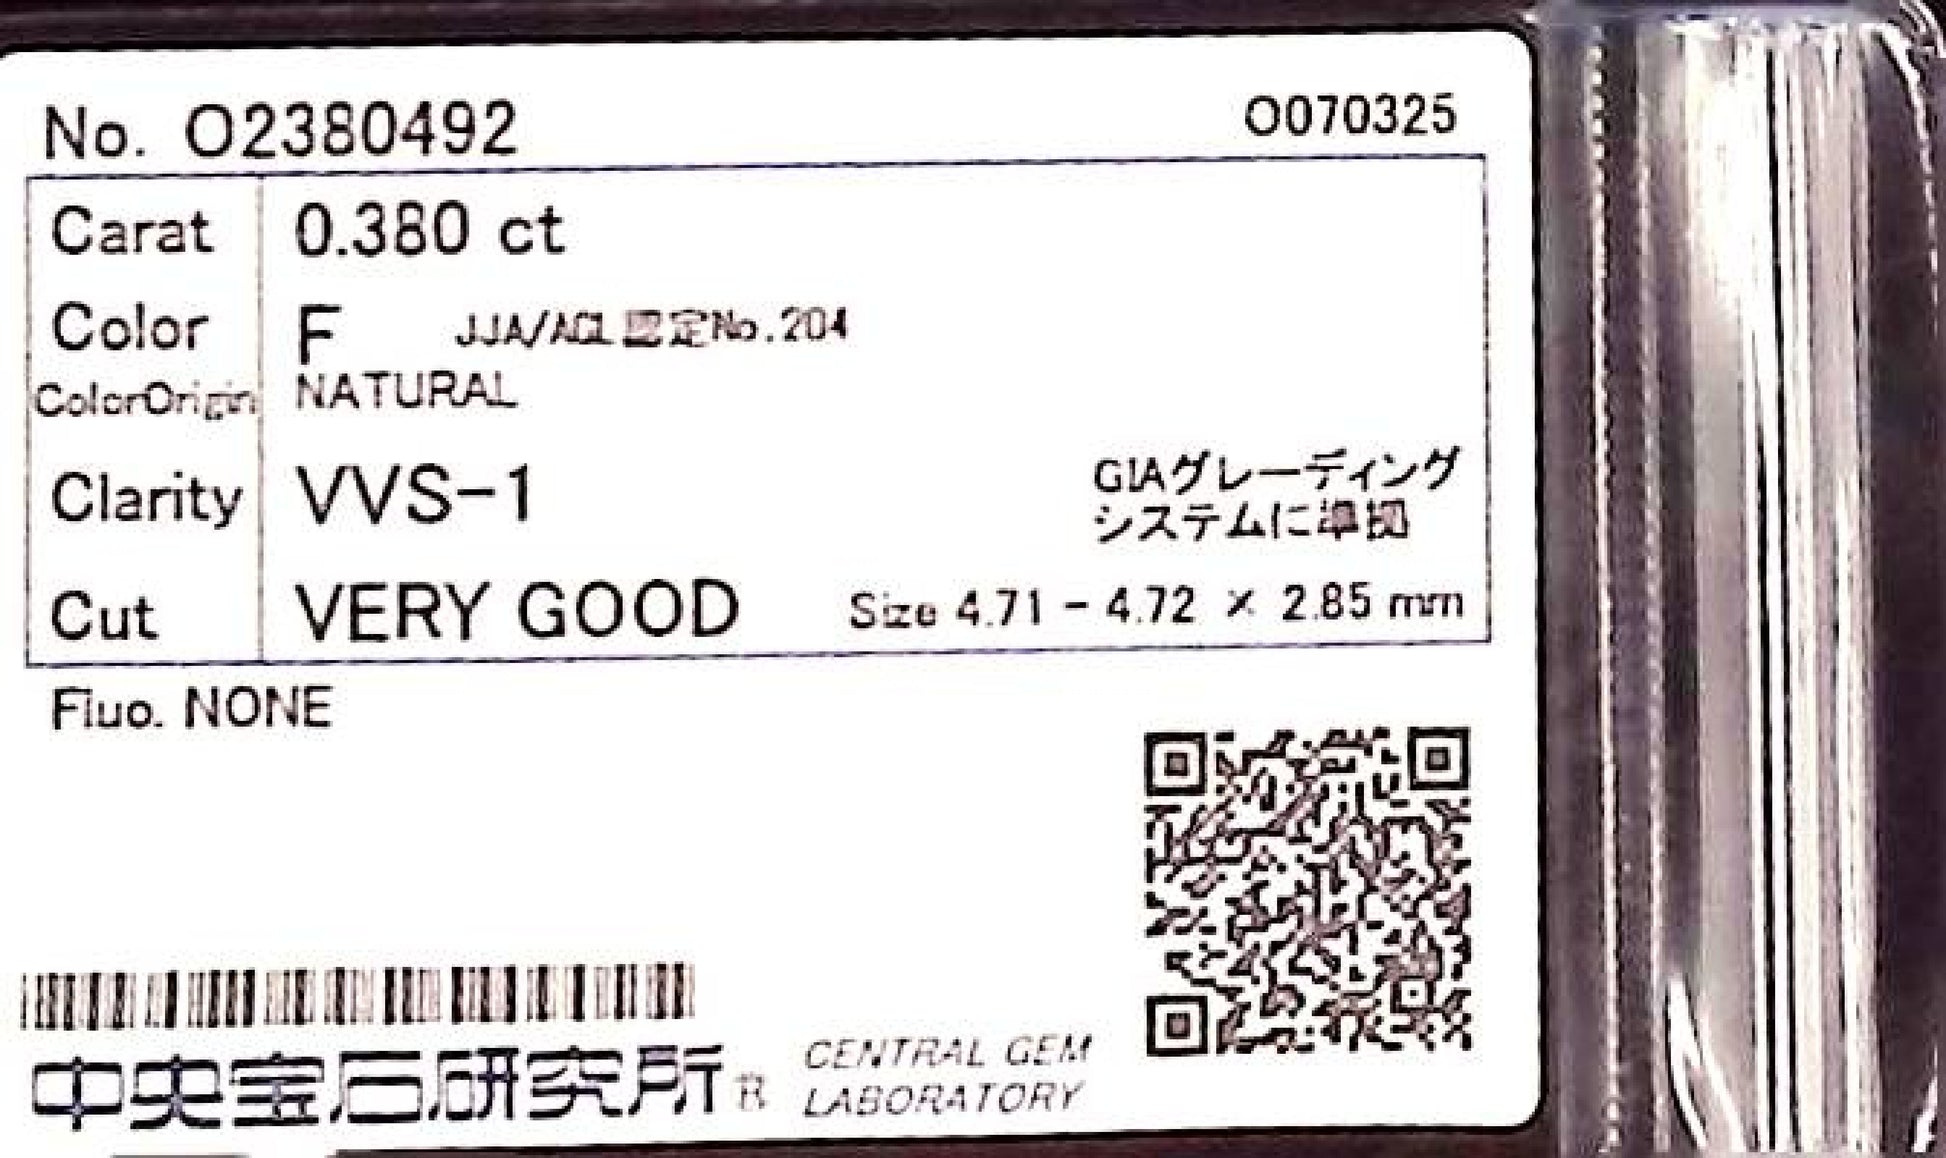 No. O2380492 O070325
Carat 0.380 ct
Color F JJA/AGL認定No.204
ColorOrigin NATURAL
Clarity VVS-1 GIAグレーディング
システムに準拠
Cut VERY GOOD Size 4.71 - 4.72 × 2.85 mm
Fluo. NONE
中央宝石研究所® CENTRAL GEM
LABORATORY